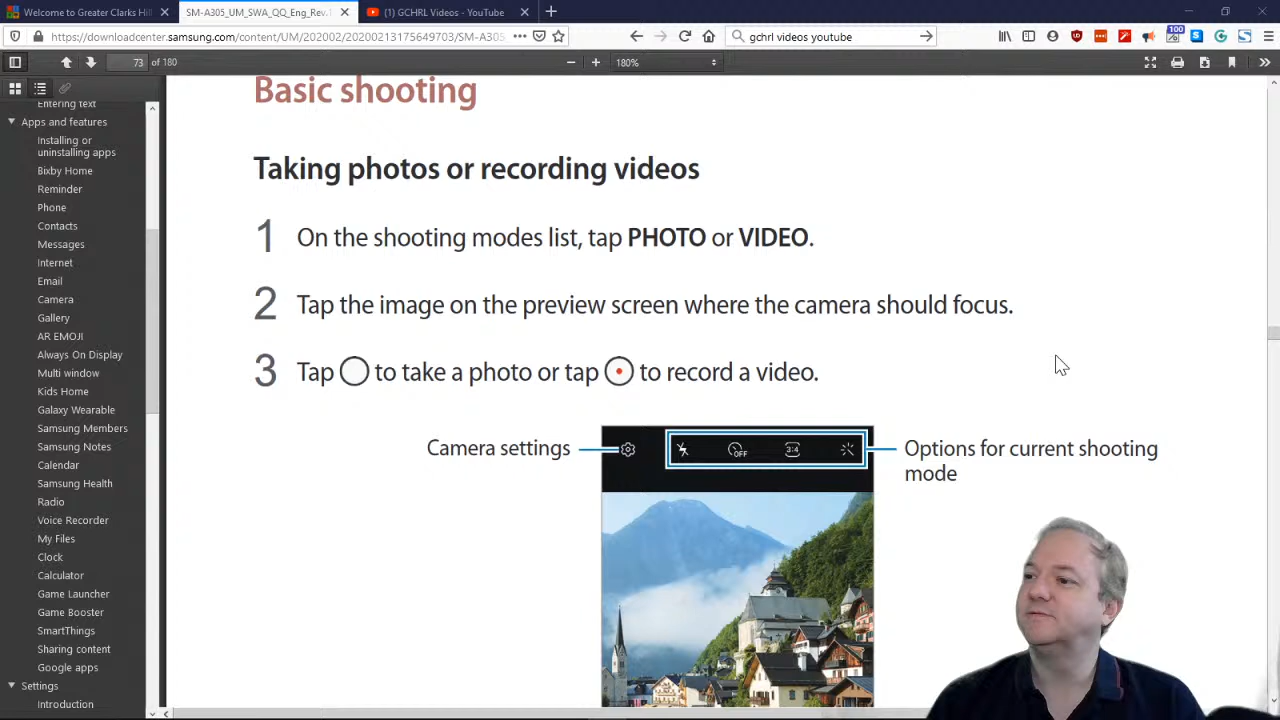 Welcome to Greater Clarks Hill
SM-A305_UM_SWA_QQ_Eng_Rev.
(1) GCHRL Videos - YouTube
https://downloadcenter.samsung.com/content/UM/202002/20200213175649703/SM-A305
gchrl videos youtube
100
73 of 180
180%
Entering text
Apps and features
Installing or
uninstalling apps
Bixby Home
Reminder
Phone
Contacts
Messages
Internet
Email
Camera
Gallery
AR EMOJI
Always On Display
Multi window
Kids Home
Galaxy Wearable
Samsung Members
Samsung Notes
Calendar
Samsung Health
Radio
Voice Recorder
My Files
Clock
Calculator
Game Launcher
Game Booster
SmartThings
Sharing content
Google apps
Settings
Introduction
Basic shooting
Taking photos or recording videos
1 On the shooting modes list, tap PHOTO or VIDEO.
2 Tap the image on the preview screen where the camera should focus.
3 Tap to take a photo or tap to record a video.
Camera settings
OFF
3:4
Options for current shooting
mode